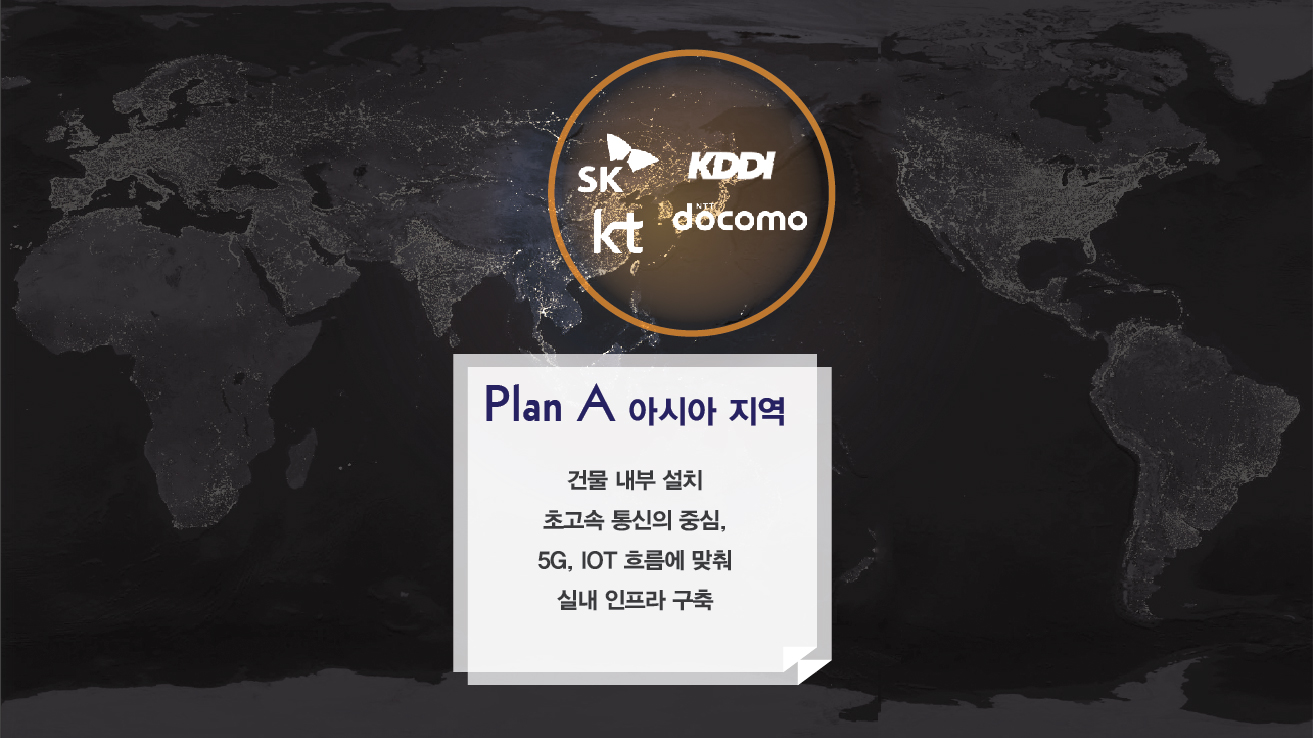 SK
KDDI
kt
NTT
docomo
Plan A 아시아 지역
건물 내부 설치
초고속 통신의 중심,
5G, IOT 흐름에 맞춰
실내 인프라 구축